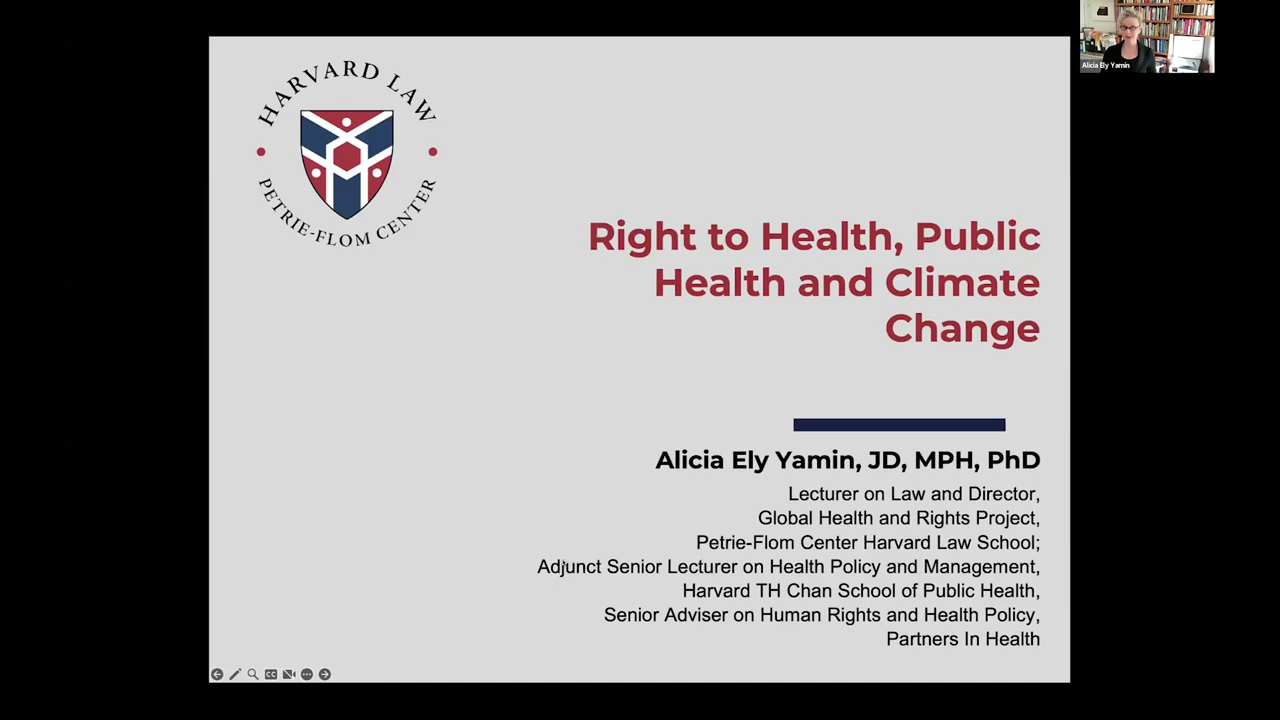 HARVARD LAW
PETRIE-FLOM CENTER
Alicia Ely Yamin
Right to Health, Public
Health and Climate
Change
Alicia Ely Yamin, JD, MPH, PhD
Lecturer on Law and Director,
Global Health and Rights Project,
Petrie-Flom Center Harvard Law School;
Adjunct Senior Lecturer on Health Policy and Management,
Harvard TH Chan School of Public Health,
Senior Adviser on Human Rights and Health Policy,
Partners In Health
CC